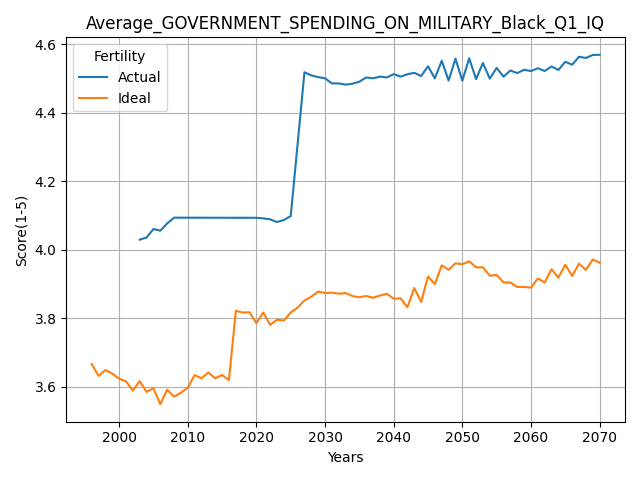 Average_GOVERNMENT_SPENDING_ON_MILITARY_Black_Q1_IQ
Fertility
Actual
Ideal
4.6
4.4
4.2
4.0
3.8
3.6
Score(1-5)
2000 2010 2020 2030 2040 2050 2060 2070
Years